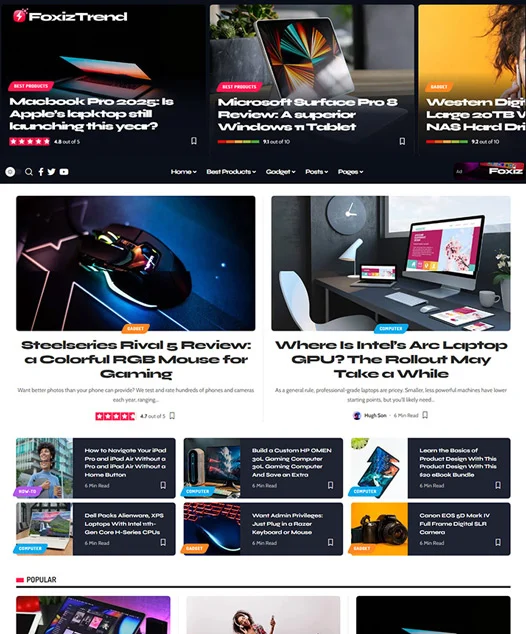 FoxizTrend
BEST PRODUCTS
Macbook Pro 2025: Is
Apple's lapktop still
launching this year?
4.8 out of 5
BEST PRODUCTS
Microsoft Surface Pro 8
Review: A superior
Windows 11 Tablet
9.1 out of 10
GADGET
Western Digi
Large 20TB W
NAS Hard Dri
9.2 out of 10
Home
Best Products
Gadget
Posts
Pages
Ad
Foxiz
GADGET
Steelseries Rival 5 Review:
a Colorful RGB Mouse for
Gaming
Want better photos than your phone can provide? We test and rate hundreds of phones and cameras
each year, ranging...
4.7 out of 5
COMPUTER
Where Is Intel's Arc Laptop
GPU? The Rollout May
Take a While
As a general rule, professional-grade laptops are pricey. Smaller, less powerful machines have lower
starting points, but you'll likely need...
Hugh Son - 6 Min Read
HOW-TO
How to Navigate Your iPad
Pro and iPad Air Without a
Pro and iPad Air Without a
Home Button
6 Min Read
COMPUTER
Build a Custom HP OMEN
30L Gaming Computer
30L Gaming Computer
And Save an Extra
6 Min Read
COMPUTER
Learn the Basics of
Product Design With This
Product Design With This
$20 eBook Bundle
6 Min Read
COMPUTER
Dell Packs Alienware, XPS
Laptops With Intel 11th-
Gen Core H-Series CPUs
6 Min Read
GADGET
Want Admin Privileges:
Just Plug in a Razer
Keyboard or Mouse
6 Min Read
GADGET
Canon EOS 5D Mark IV
Full Frame Digital SLR
Camera
6 Min Read
POPULAR